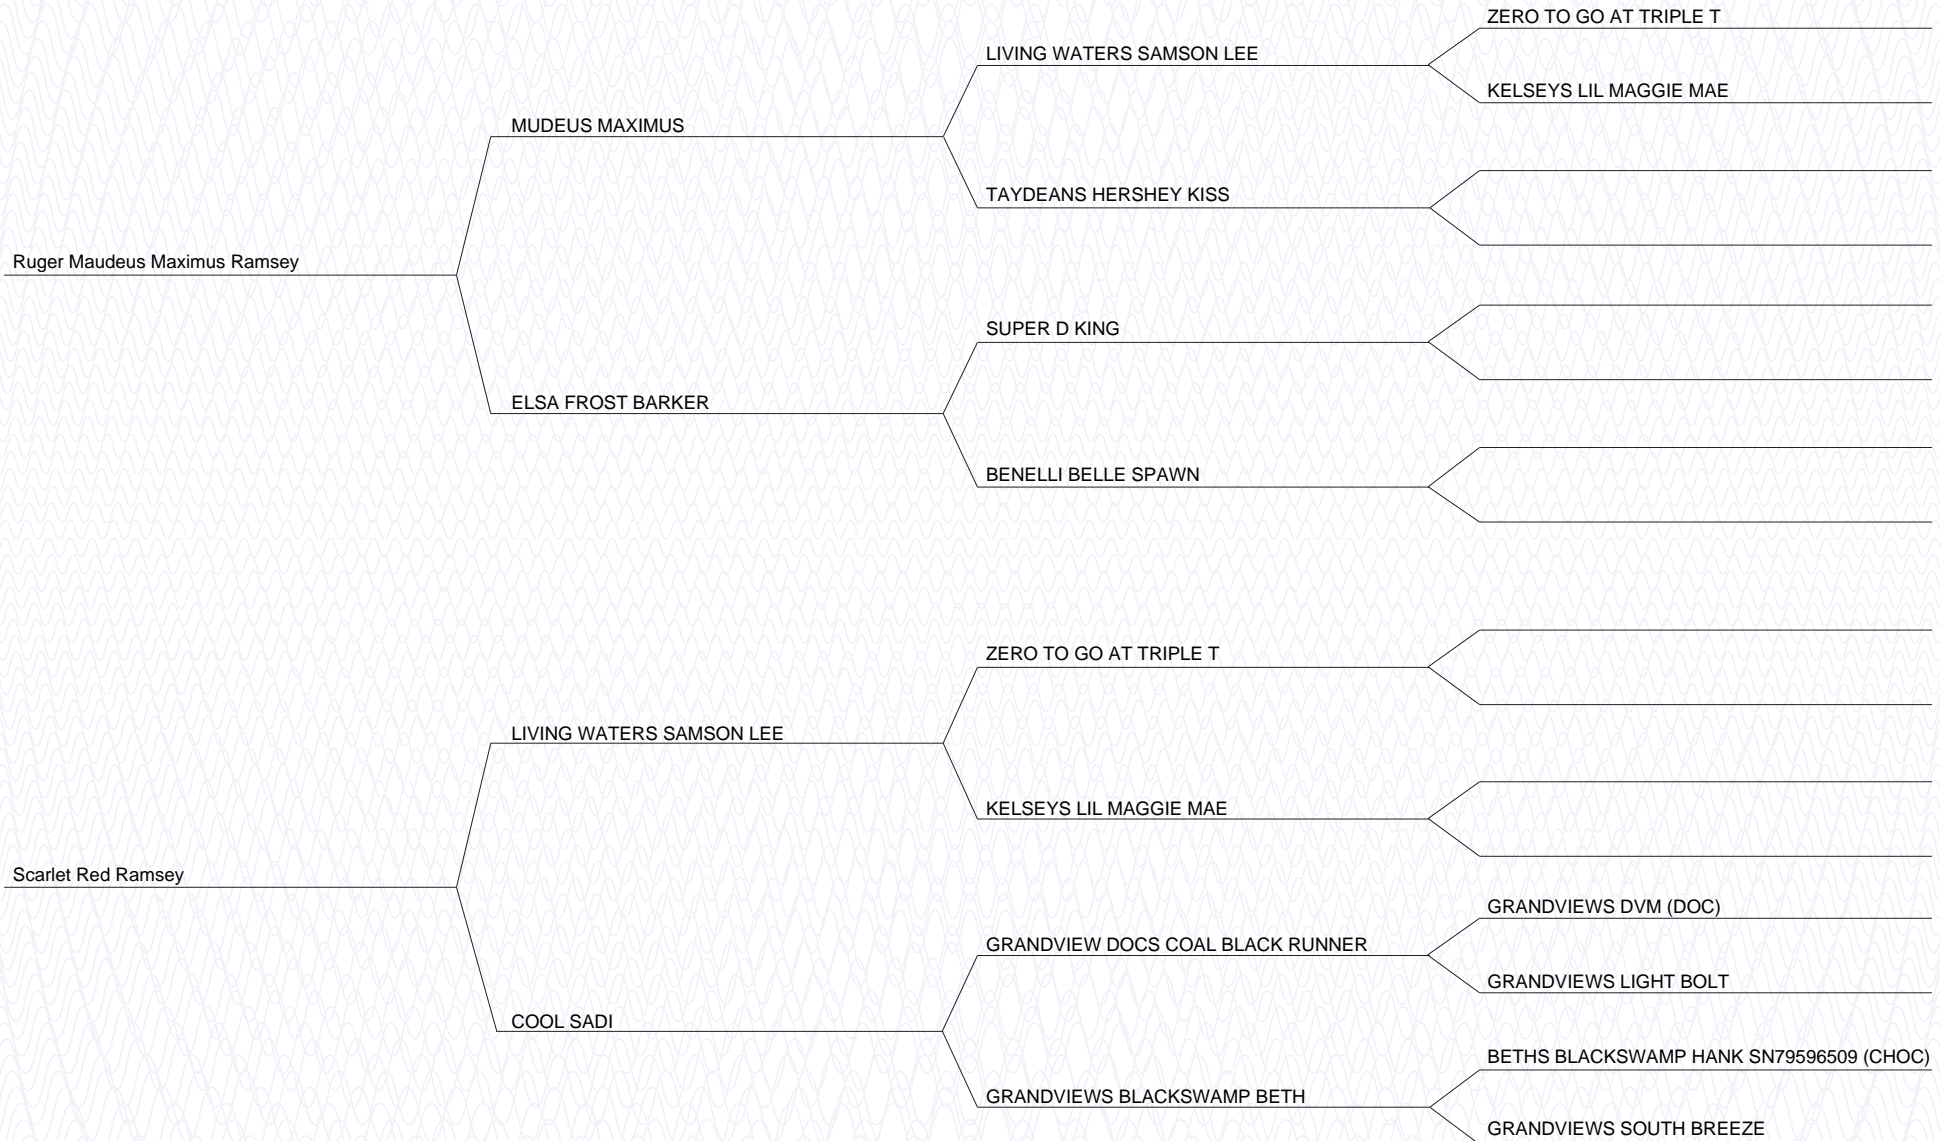 ZERO TO GO AT TRIPLE T
LIVING WATERS SAMSON LEE
KELSEYS LIL MAGGIE MAE
MUDEUS MAXIMUS
TAYDEANS HERSHEY KISS
Ruger Maudeus Maximus Ramsey
SUPER D KING
ELSA FROST BARKER
BENELLI BELLE SPAWN
ZERO TO GO AT TRIPLE T
LIVING WATERS SAMSON LEE
KELSEYS LIL MAGGIE MAE
Scarlet Red Ramsey
GRANDVIEWS DVM (DOC)
GRANDVIEW DOCS COAL BLACK RUNNER
GRANDVIEWS LIGHT BOLT
COOL SADI
BETHS BLACKSWAMP HANK SN79596509 (CHOC)
GRANDVIEWS BLACKSWAMP BETH
GRANDVIEWS SOUTH BREEZE